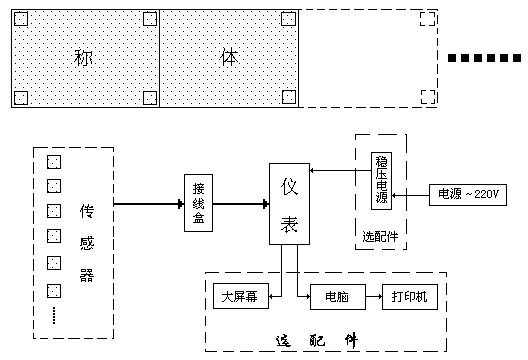 称 体
传感器
接线盒
仪表
稳压电源
选配件
电源～220V
大屏幕
电脑
打印机
选配件